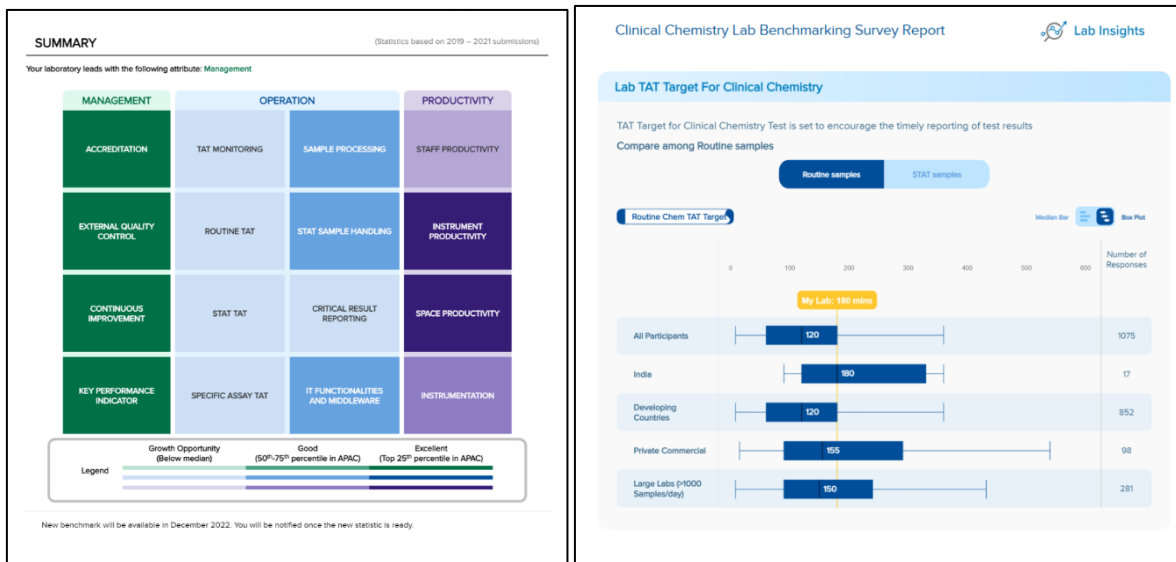 SUMMARY
(Statistics based on 2019 – 2021 submissions)
Your laboratory leads with the following attribute: Management
MANAGEMENT
OPERATION
PRODUCTIVITY
ACCREDITATION
TAT MONITORING
SAMPLE PROCESSING
STAFF PRODUCTIVITY
EXTERNAL QUALITY
CONTROL
ROUTINE TAT
STAT SAMPLE HANDLING
INSTRUMENT
PRODUCTIVITY
CONTINUOUS
IMPROVEMENT
STAT TAT
CRITICAL RESULT
REPORTING
SPACE PRODUCTIVITY
KEY PERFORMANCE
INDICATOR
SPECIFIC ASSAY TAT
IT FUNCTIONALITIES
AND MIDDLEWARE
INSTRUMENTATION
Legend
Growth Opportunity
(Below median)
Good
(50th-75th percentile in APAC)
Excellent
(Top 25th percentile in APAC)
New benchmark will be available in December 2022. You will be notified once the new statistic is ready.
Clinical Chemistry Lab Benchmarking Survey Report
Lab Insights
Lab TAT Target For Clinical Chemistry
TAT Target for Clinical Chemistry Test is set to encourage the timely reporting of test results
Compare among Routine samples
Routine samples
STAT samples
Routine Chem TAT Target
Median Bar
Box Plot
0 100 200 300 400 500 600
Number of
Responses
My Lab: 180 mins
All Participants 120 1075
India 180 17
Developing
Countries
120 852
Private Commercial 155 98
Large Labs (>1000
Samples/day)
150 281